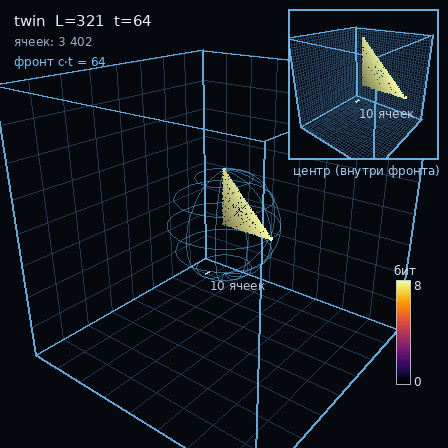 twin  L=321  t=64
ячеек: 3 402
фронт c·t = 64
10 ячеек
центр (внутри фронта)
10 ячеек
бит
8
0